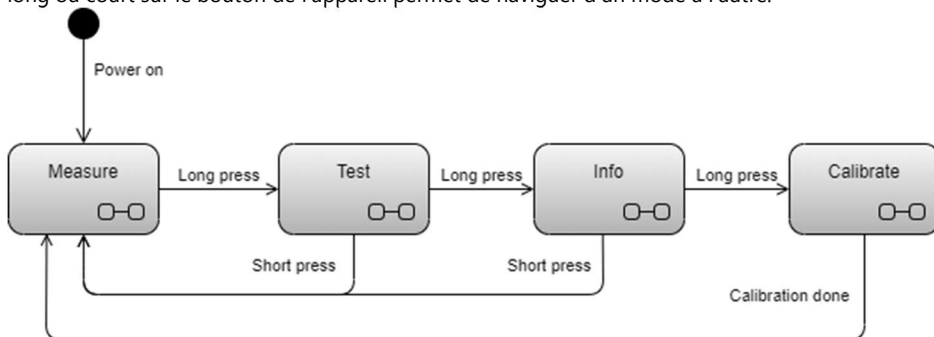 long ou court sur le bouton de l'appareil permet de naviguer d'un mode à l'autre.
Power on
Measure
Long press
Test
Long press
Info
Long press
Calibrate
Short press
Short press
Calibration done